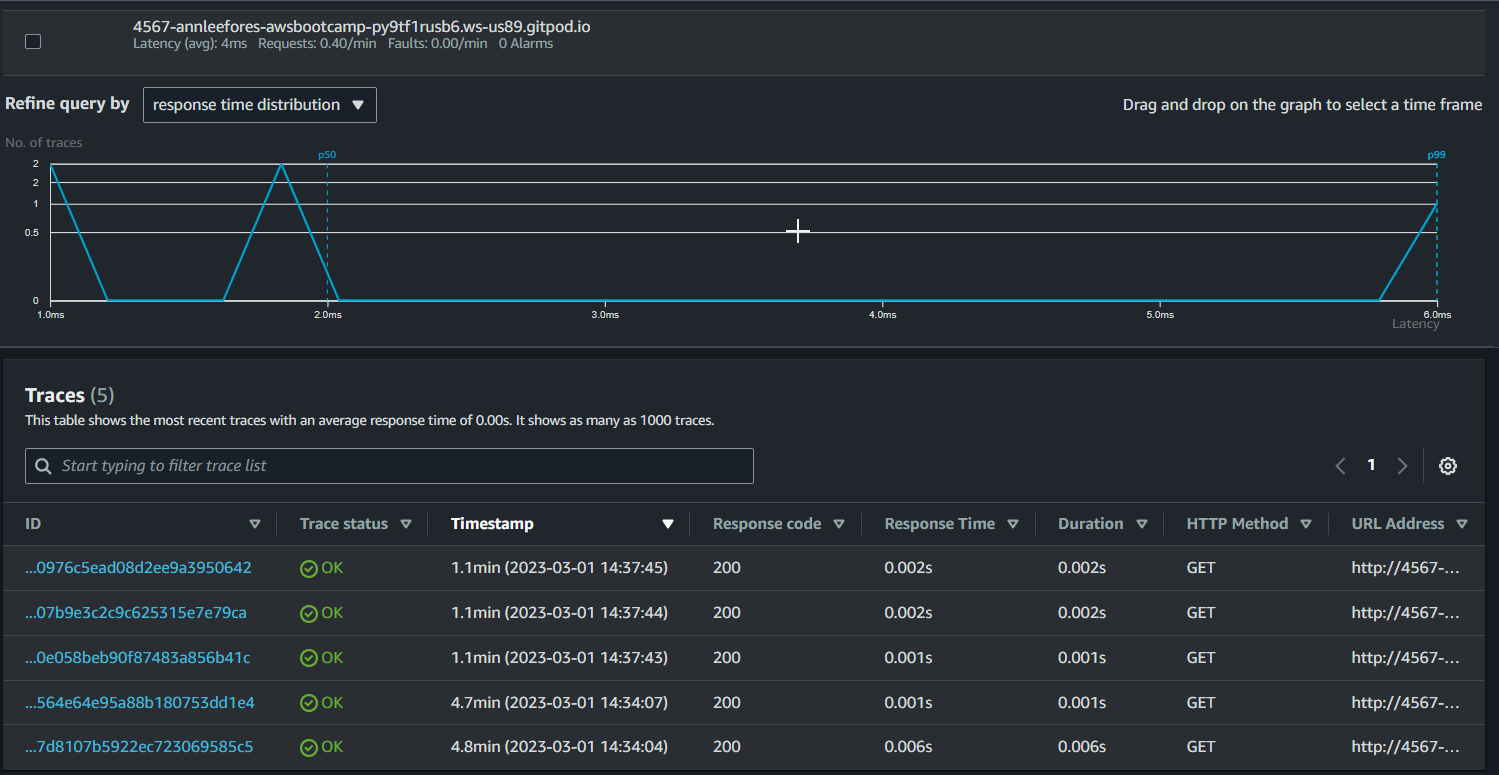 4567-annleefores-awsbootcamp-py9tf1rusb6.ws-us89.gitpod.io
Latency (avg): 4ms Requests: 0.40/min Faults: 0.00/min 0 Alarms
Refine query by response time distribution Drag and drop on the graph to select a time frame
No. of traces
p50 p99
2
2
1
0.5
0
1.0ms 2.0ms 3.0ms 4.0ms 5.0ms 6.0ms
Latency
Traces (5)
This table shows the most recent traces with an average response time of 0.00s. It shows as many as 1000 traces.
Start typing to filter trace list 1
ID Trace status Timestamp Response code Response Time Duration HTTP Method URL Address
...0976c5ead08d2ee9a3950642 OK 1.1min (2023-03-01 14:37:45) 200 0.002s 0.002s GET http://4567-...
...07b9e3c2c9c625315e7e79ca OK 1.1min (2023-03-01 14:37:44) 200 0.002s 0.002s GET http://4567-...
...0e058beb90f87483a856b41c OK 1.1min (2023-03-01 14:37:43) 200 0.001s 0.001s GET http://4567-...
...564e64e95a88b180753dd1e4 OK 4.7min (2023-03-01 14:34:07) 200 0.001s 0.001s GET http://4567-...
...7d8107b5922ec723069585c5 OK 4.8min (2023-03-01 14:34:04) 200 0.006s 0.006s GET http://4567-...